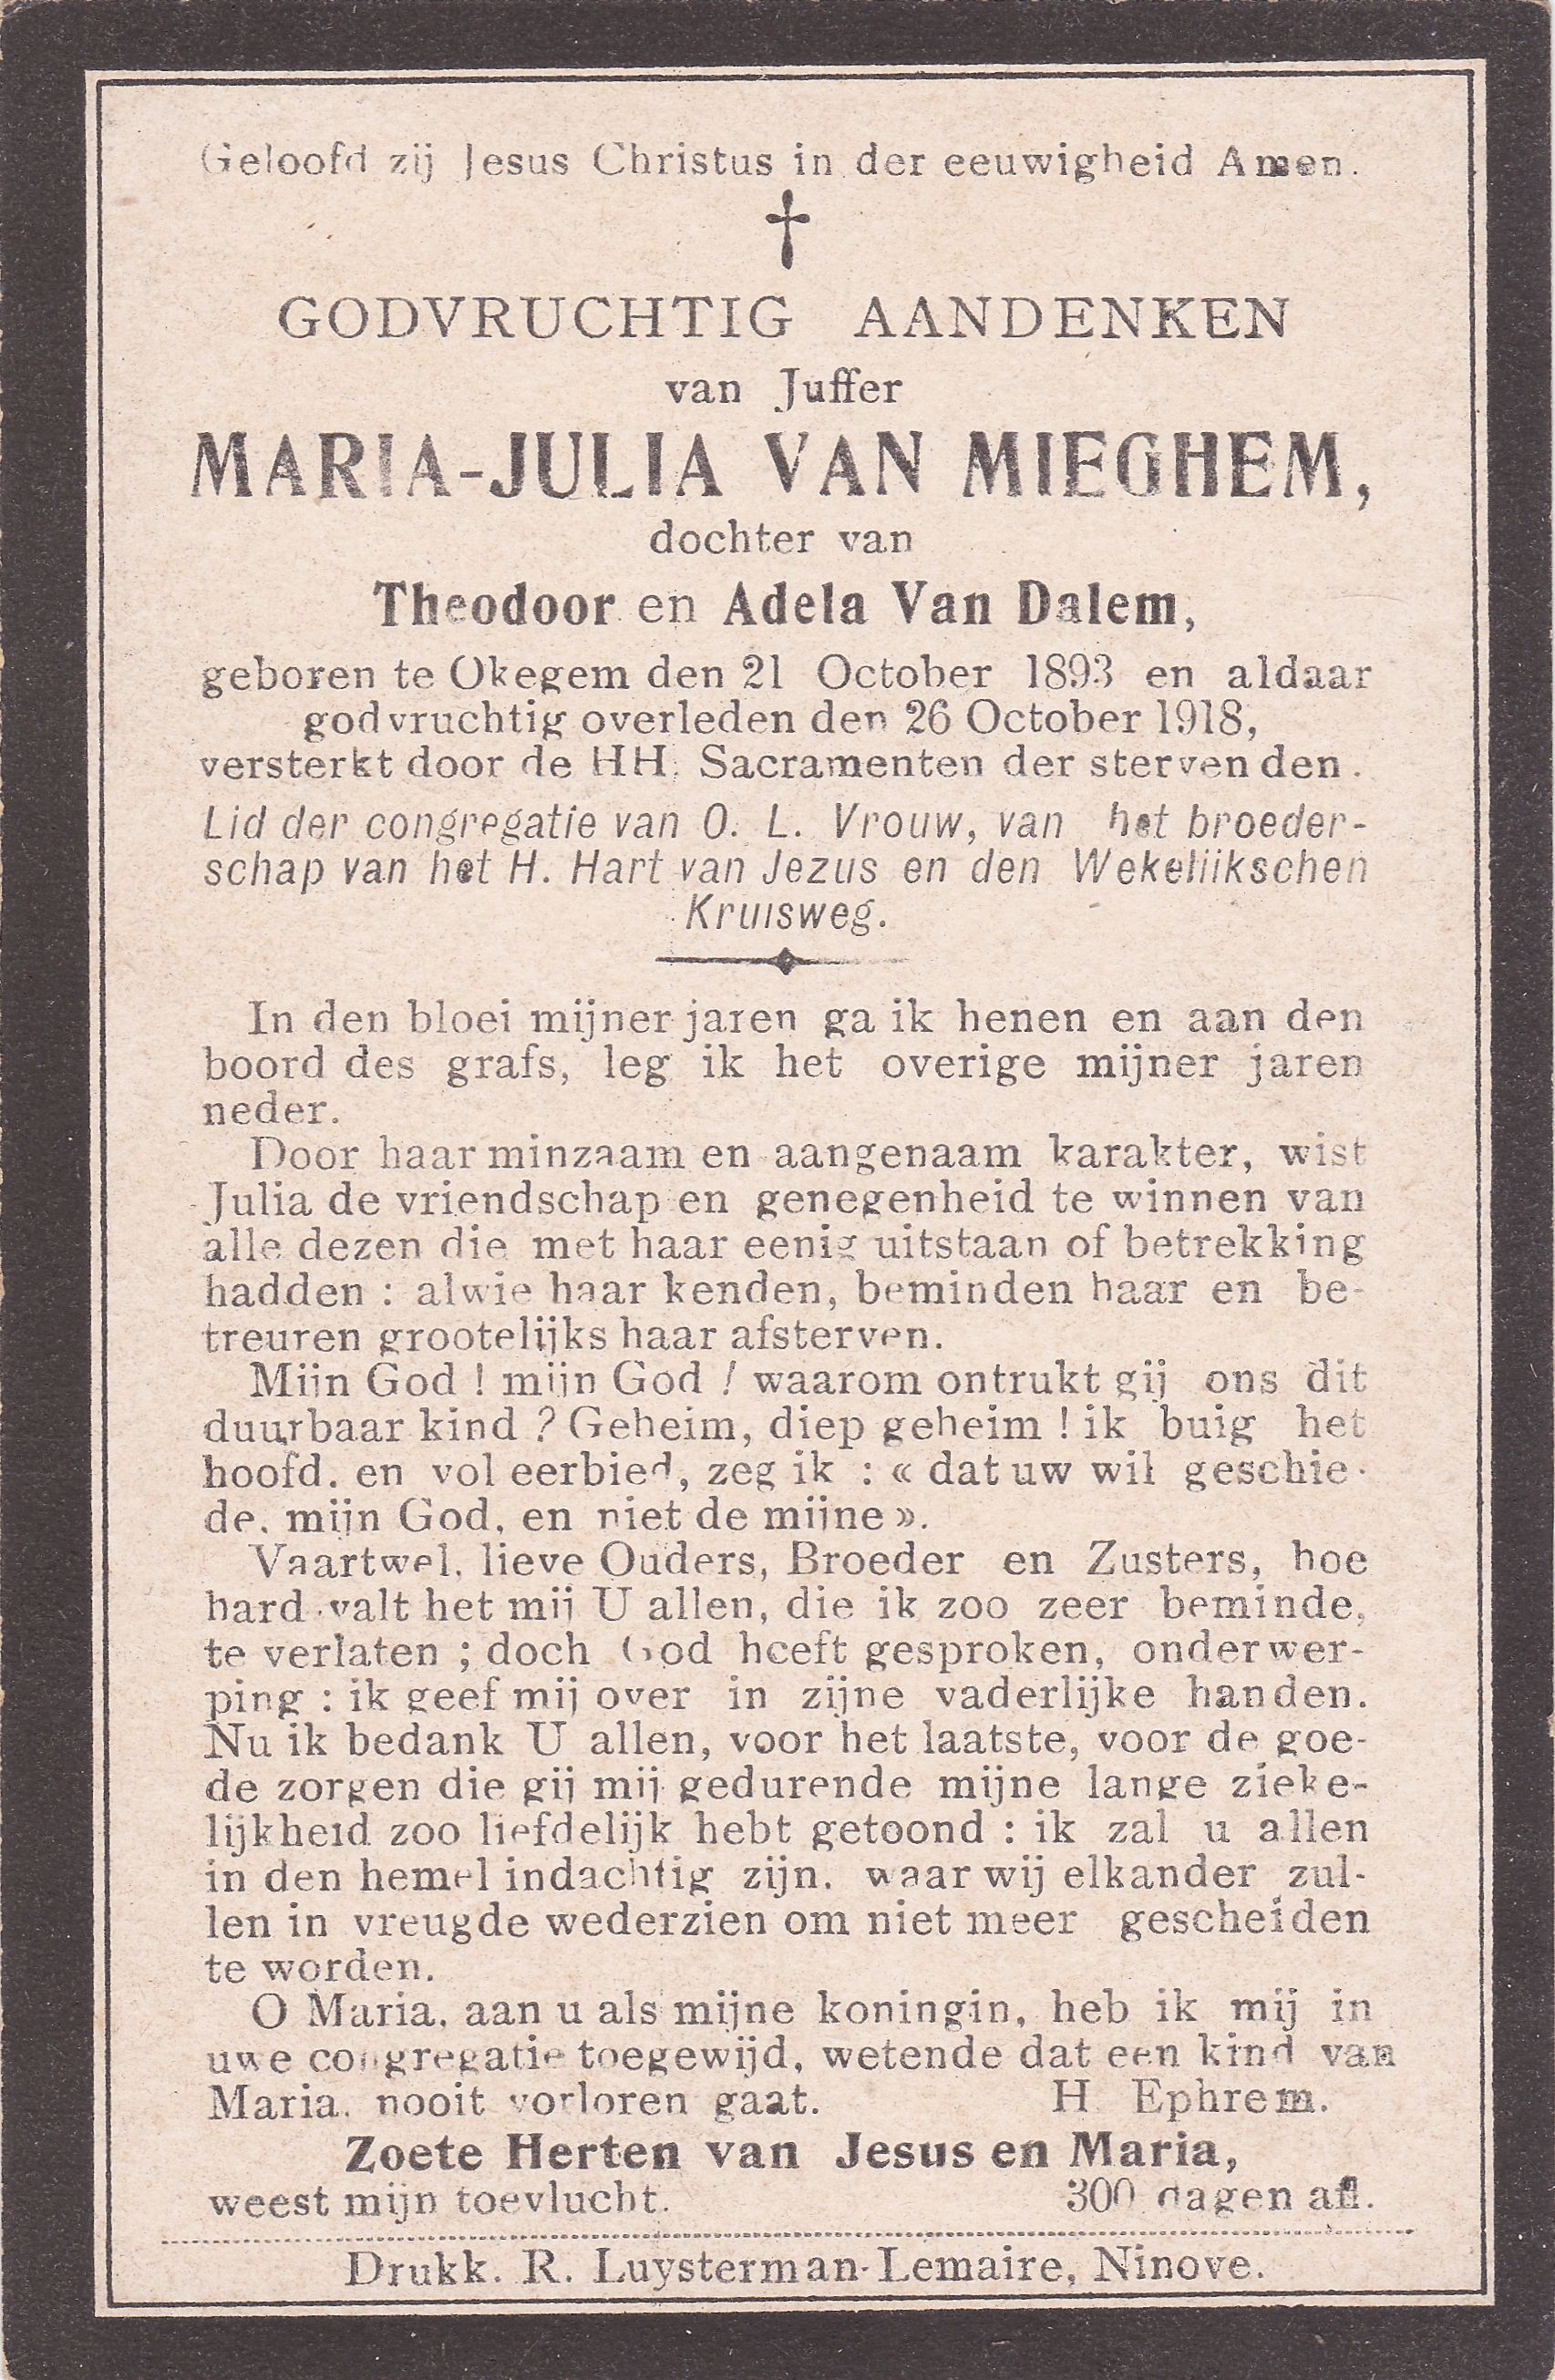 Geloofd zij Jesus Christus in der eeuwigheid Amen.
GODVRUCHTIG AANDENKEN
van Juffer
MARIA-JULIA VAN MIEGHEM,
dochter van
Theodoor en Adela Van Dalem,
geboren te Okegem den 21 October 1893 en aldaar
godvruchtig overleden den 26 October 1918,
versterkt door de HH. Sacramenten der stervenden.
Lid der congregatie van O. L. Vrouw, van het broeder-
schap van het H. Hart van Jezus en den Wekelijkschen
Kruisweg.
In den bloei mijner jaren ga ik henen en aan den
boord des grafs, leg ik het overige mijner jaren
neder.
Door haar minzaam en aangenaam karakter, wist
Julia de vriendschap en genegenheid te winnen van
alle dezen die met haar eenig uitstaan of betrekking
hadden : alwie haar kenden, beminden haar en be-
treuren grootelijks haar afsterven.
Mijn God ! mijn God ! waarom ontrukt gij ons dit
duurbaar kind ? Geheim, diep geheim ! ik buig het
hoofd. en vol eerbied, zeg ik : « dat uw wil geschie-
de, mijn God, en niet de mijne ».
Vaartwel, lieve Ouders, Broeder en Zusters, hoe
hard valt het mij U allen, die ik zoo zeer beminde,
te verlaten ; doch God heeft gesproken, onderwer-
ping : ik geef mij over in zijne vaderlijke handen.
Nu ik bedank U allen, voor het laatste, voor de goe-
de zorgen die gij mij gedurende mijne lange zieke-
lijkheid zoo liefdelijk hebt getoond : ik zal u allen
in den hemel indachtig zijn. waar wij elkander zul-
len in vreugde wederzien om niet meer gescheiden
te worden.
O Maria, aan u als mijne koningin, heb ik mij in
uwe congregatie toegewijd, wetende dat een kind van
Maria. nooit vorloren gaat. H Ephrem.
Zoete Herten van Jesus en Maria,
weest mijn toevlucht. 300 dagen afl.
Drukk. R. Luysterman-Lemaire, Ninove.